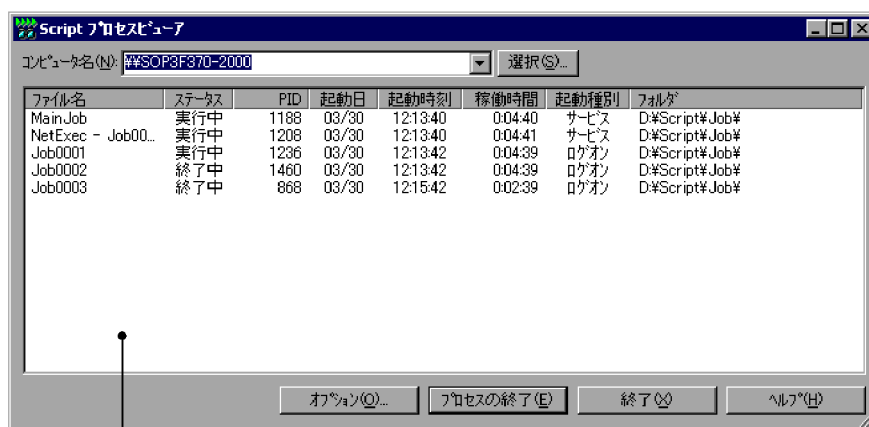 Script ﾌﾟﾛｾｽﾋﾞｭｰｱ
ｺﾝﾋﾟｭｰﾀ名(N): ¥¥SOP3F370-2000 選択(S)...
ﾌｧｲﾙ名 ｽﾃｰﾀｽ PID 起動日 起動時刻 稼働時間 起動種別 ﾌｫﾙﾀﾞ
MainJob 実行中 1188 03/30 12:13:40 0:04:40 ｻｰﾋﾞｽ D:¥Script¥Job¥
NetExec - Job00... 実行中 1208 03/30 12:13:40 0:04:41 ｻｰﾋﾞｽ D:¥Script¥Job¥
Job0001 実行中 1236 03/30 12:13:42 0:04:39 ﾛｸﾞｵﾝ D:¥Script¥Job¥
Job0002 終了中 1460 03/30 12:13:42 0:04:39 ﾛｸﾞｵﾝ D:¥Script¥Job¥
Job0003 終了中 868 03/30 12:15:42 0:02:39 ﾛｸﾞｵﾝ D:¥Script¥Job¥
ｵﾌﾟｼｮﾝ(O)... ﾌﾟﾛｾｽの終了(E) 終了(X) ﾍﾙﾌﾟ(H)